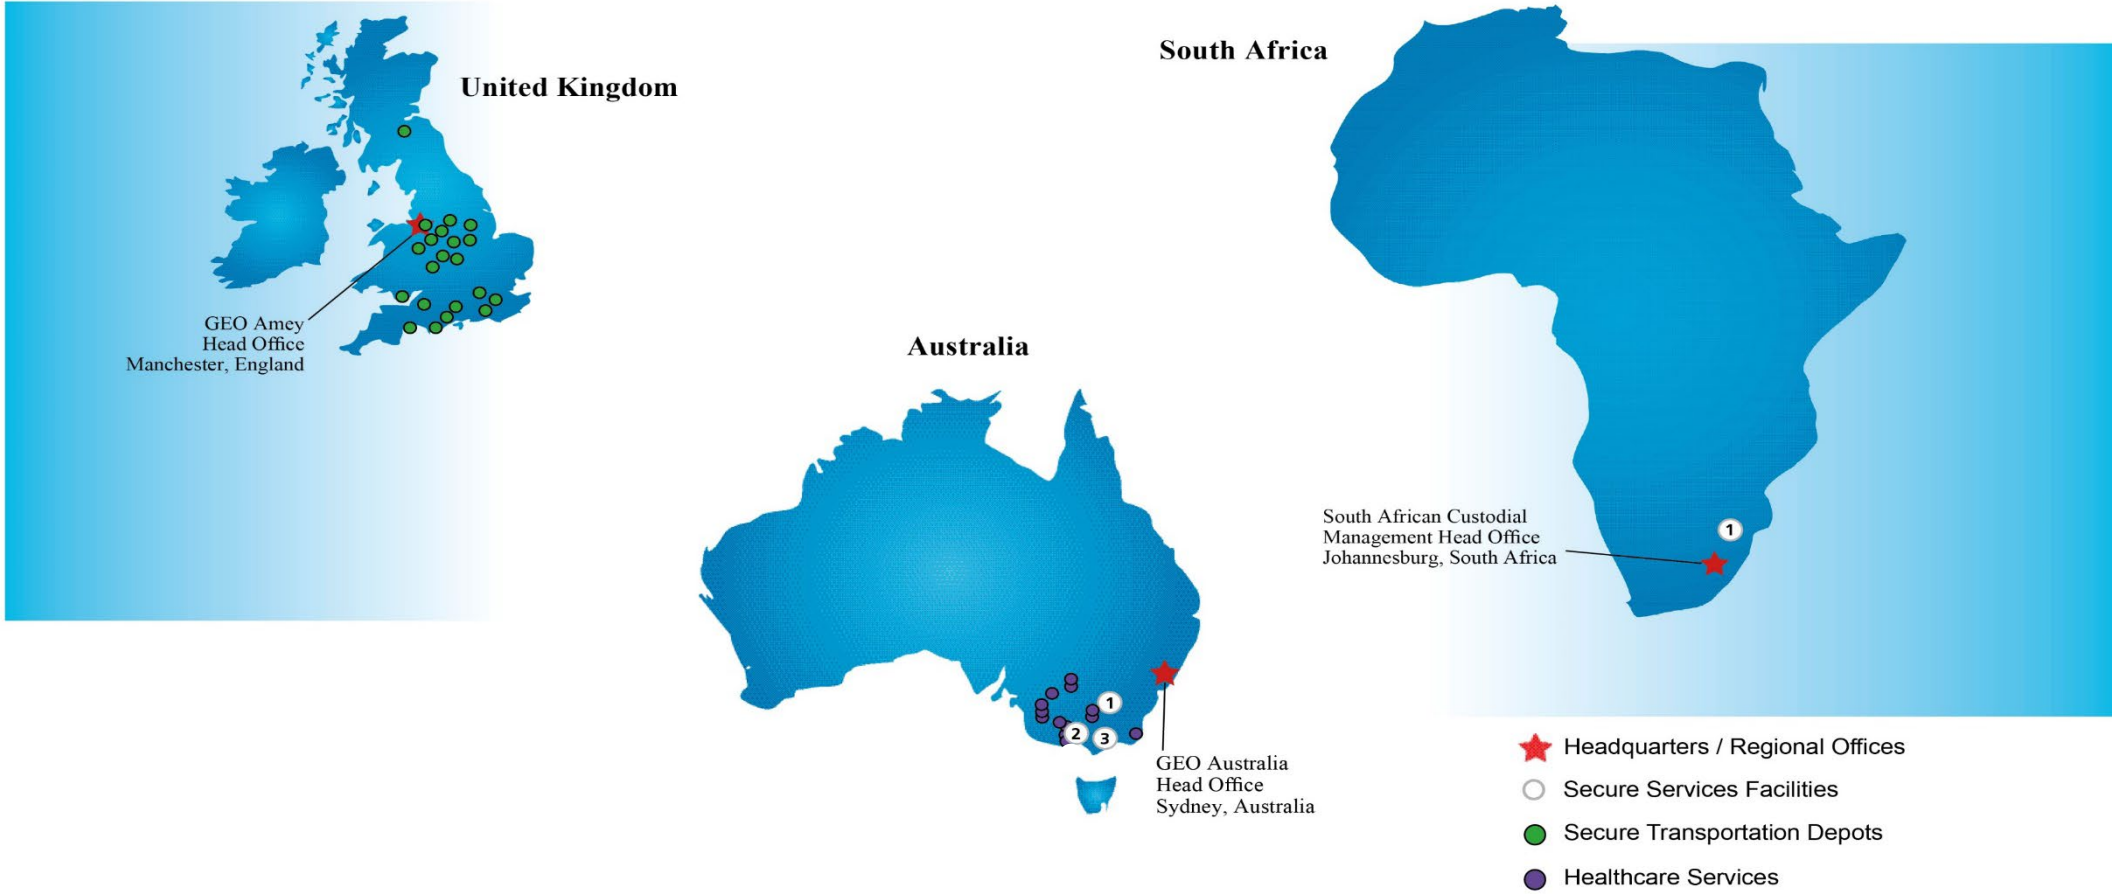 United Kingdom
GEO Amey
Head Office
Manchester, England
Australia
1
2
3
GEO Australia
Head Office
Sydney, Australia
South Africa
1
South African Custodial
Management Head Office
Johannesburg, South Africa
Headquarters / Regional Offices
Secure Services Facilities
Secure Transportation Depots
Healthcare Services